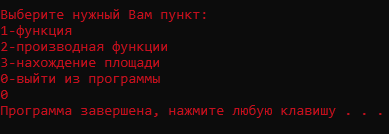 Выберите нужный Вам пункт:
1-функция
2-производная функции
3-нахождение площади
0-выйти из программы
0
Программа завершена, нажмите любую клавишу . . .